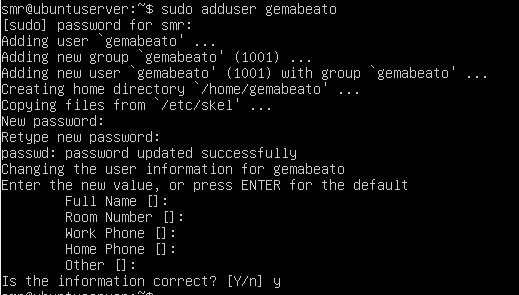 smr@ubuntuserver:~$ sudo adduser gemabeato
[sudo] password for smr:
Adding user `gemabeato' ...
Adding new group `gemabeato' (1001) ...
Adding new user `gemabeato' (1001) with group `gemabeato' ...
Creating home directory `/home/gemabeato' ...
Copying files from `/etc/skel' ...
New password:
Retype new password:
passwd: password updated successfully
Changing the user information for gemabeato
Enter the new value, or press ENTER for the default
        Full Name []:
        Room Number []:
        Work Phone []:
        Home Phone []:
        Other []:
Is the information correct? [Y/n] y
smr@ubuntuserver:~$